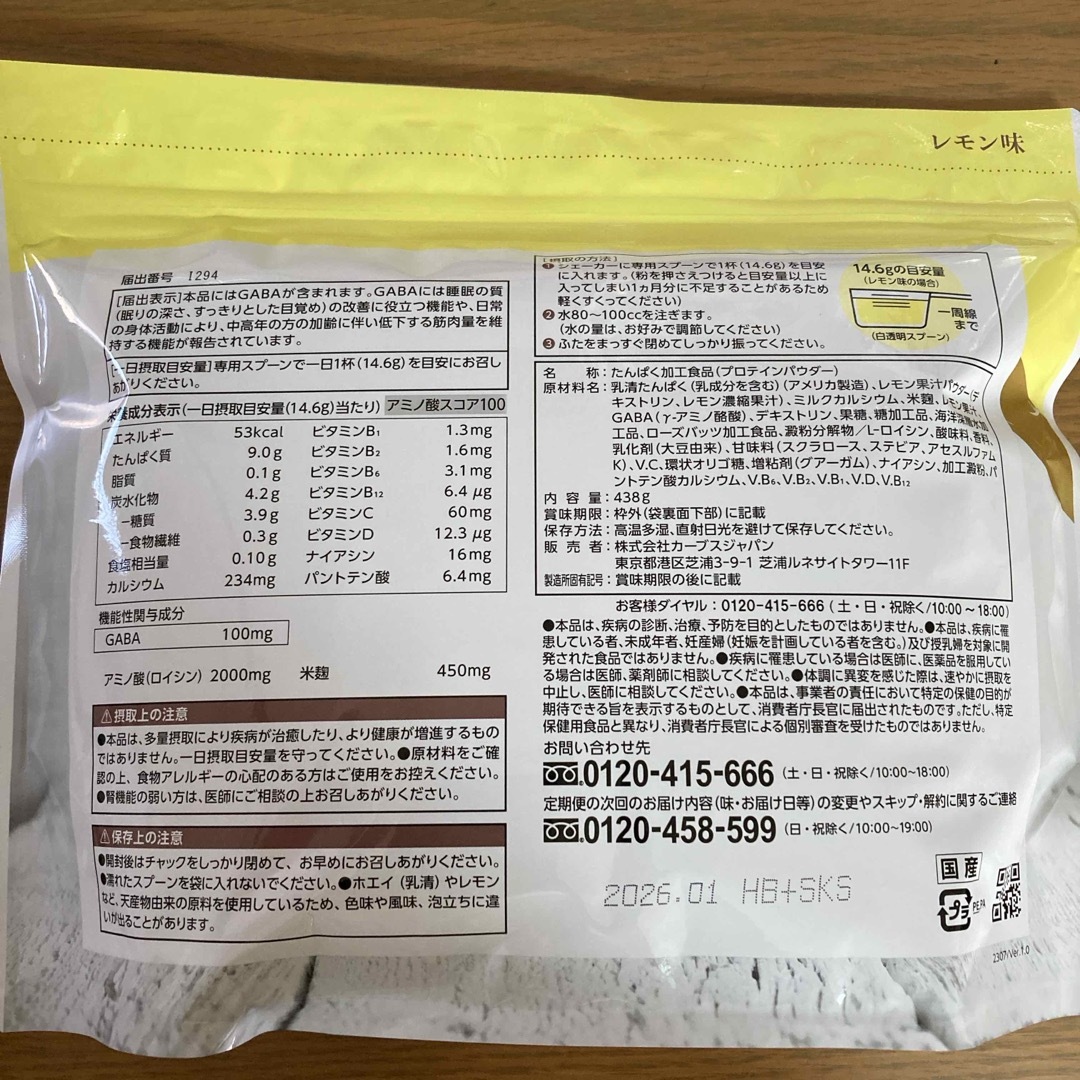 レモン味
届出番号 I294
[届出表示]本品にはGABAが含まれます。GABAには睡眠の質
(眠りの深さ、すっきりとした目覚め)の改善に役立つ機能や、日常
の身体活動により、中高年の方の加齢に伴い低下する筋肉量を維
持する機能が報告されています。
[一日摂取目安量]専用スプーンで一日1杯(14.6g)を目安にお召し
あがりください。
栄養成分表示(一日摂取目安量(14.6g)当たり) アミノ酸スコア100
エネルギー 53kcal ビタミンB₁ 1.3mg
たんぱく質 9.0g ビタミンB₂ 1.6mg
脂質 0.1g ビタミンB₆ 3.1mg
炭水化物 4.2g ビタミンB₁₂ 6.4μg
ー糖質 3.9g ビタミンC 60mg
ー食物繊維 0.3g ビタミンD 12.3μg
食塩相当量 0.10g ナイアシン 16mg
カルシウム 234mg パントテン酸 6.4mg
機能性関与成分
GABA 100mg
アミノ酸(ロイシン) 2000mg 米麹 450mg
⚠摂取上の注意
●本品は、多量摂取により疾病が治癒したり、より健康が増進するもの
ではありません。一日摂取目安量を守ってください。●原材料をご確
認の上、食物アレルギーの心配のある方はご使用をお控えください。
●腎機能の弱い方は、医師にご相談の上お召しあがりください。
⚠保存上の注意
●開封後はチャックをしっかり閉めて、お早めにお召しあがりください。
●濡れたスプーンを袋に入れないでください。●ホエイ(乳清)やレモン
など、天産物由来の原料を使用しているため、色味や風味、泡立ちに違
いが出ることがあります。
[摂取の方法]
❶シェーカーに専用スプーンで1杯(14.6g)を目安
に入れます。(粉を押さえつけると目安量以上に
入ってしまい1ヵ月分に不足することがあるため
軽くすくってください)
❷水80〜100ccを注ぎます。
(水の量は、お好みで調節してください)
❸ふたをまっすぐ閉めてしっかり振ってください。
14.6gの目安量
(レモン味の場合)
一周線
まで
(白透明スプーン)
名 称:たんぱく加工食品(プロテインパウダー)
原材料名:乳清たんぱく(乳成分を含む)(アメリカ製造)、レモン果汁パウダー(デ
キストリン、レモン濃縮果汁)、ミルクカルシウム、米麹、レモン果汁、
GABA(γ-アミノ酪酸)、デキストリン、果糖、糖加工品、海洋深層水加
工品、ローズヒップ加工食品、澱粉分解物/L-ロイシン、酸味料、香料、
乳化剤(大豆由来)、甘味料(スクラロース、ステビア、アセスルファム
K)、V.C、環状オリゴ糖、増粘剤(グアーガム)、ナイアシン、加工澱粉、パ
ントテン酸カルシウム、V.B₆、V.B₂、V.B₁、V.D、V.B₁₂
内 容 量:438g
賞味期限:枠外(袋裏面下部)に記載
保存方法:高温多湿、直射日光を避けて保存してください。
販 売 者:株式会社カーブスジャパン
東京都港区芝浦3-9-1 芝浦ルネサイトタワー11F
製造所固有記号:賞味期限の後に記載
お客様ダイヤル:0120-415-666(土・日・祝除く/10:00〜18:00)
●本品は、疾病の診断、治療、予防を目的としたものではありません。●本品は、疾病に罹
患している者、未成年者、妊産婦(妊娠を計画している者を含む。)及び授乳婦を対象に開
発された食品ではありません。●疾病に罹患している場合は医師に、医薬品を服用してい
る場合は医師、薬剤師に相談してください。●体調に異変を感じた際は、速やかに摂取を
中止し、医師に相談してください。●本品は、事業者の責任において特定の保健の目的が
期待できる旨を表示するものとして、消費者庁長官に届出されたものです。ただし、特定
保健用食品と異なり、消費者庁長官による個別審査を受けたものではありません。
お問い合わせ先
0120-415-666 (土・日・祝除く/10:00〜18:00)
定期便の次回のお届け内容(味・お届け日等)の変更やスキップ・解約に関するご連絡
0120-458-599 (日・祝除く/10:00〜19:00)
2026.01 HB+SKS
国産
プラ
PE,PA
2307/Ver.1.0